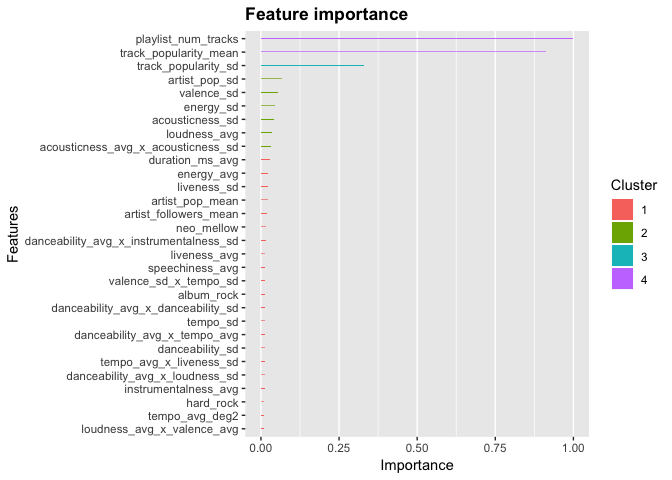 Feature importance
playlist_num_tracks
track_popularity_mean
track_popularity_sd
artist_pop_sd
valence_sd
energy_sd
acousticness_sd
loudness_avg
acousticness_avg_x_acousticness_sd
duration_ms_avg
energy_avg
liveness_sd
artist_pop_mean
artist_followers_mean
neo_mellow
danceability_avg_x_instrumentalness_sd
liveness_avg
speechiness_avg
valence_sd_x_tempo_sd
album_rock
danceability_avg_x_danceability_sd
tempo_sd
danceability_avg_x_tempo_avg
danceability_sd
tempo_avg_x_liveness_sd
danceability_avg_x_loudness_sd
instrumentalness_avg
hard_rock
tempo_avg_deg2
loudness_avg_x_valence_avg
Features
0.00 0.25 0.50 0.75 1.00
Importance
Cluster
1
2
3
4